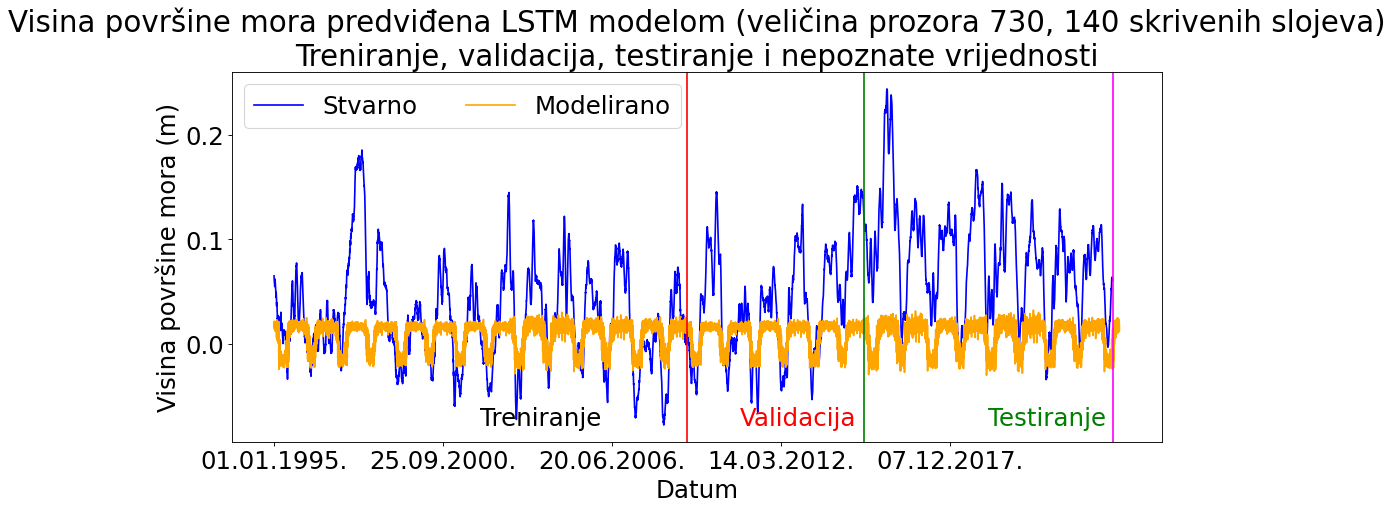 Visina površine mora predviđena LSTM modelom (veličina prozora 730, 140 skrivenih slojeva)
Treniranje, validacija, testiranje i nepoznate vrijednosti
Stvarno
Modelirano
Visina površine mora (m)
0.2
0.1
0.0
Treniranje
Validacija
Testiranje
01.01.1995.
25.09.2000.
20.06.2006.
14.03.2012.
07.12.2017.
Datum